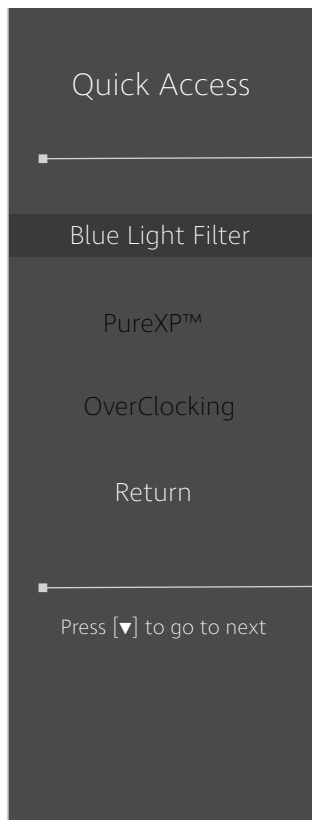 Quick Access
Blue Light Filter
PureXP™
OverClocking
Return
Press [▼] to go to next